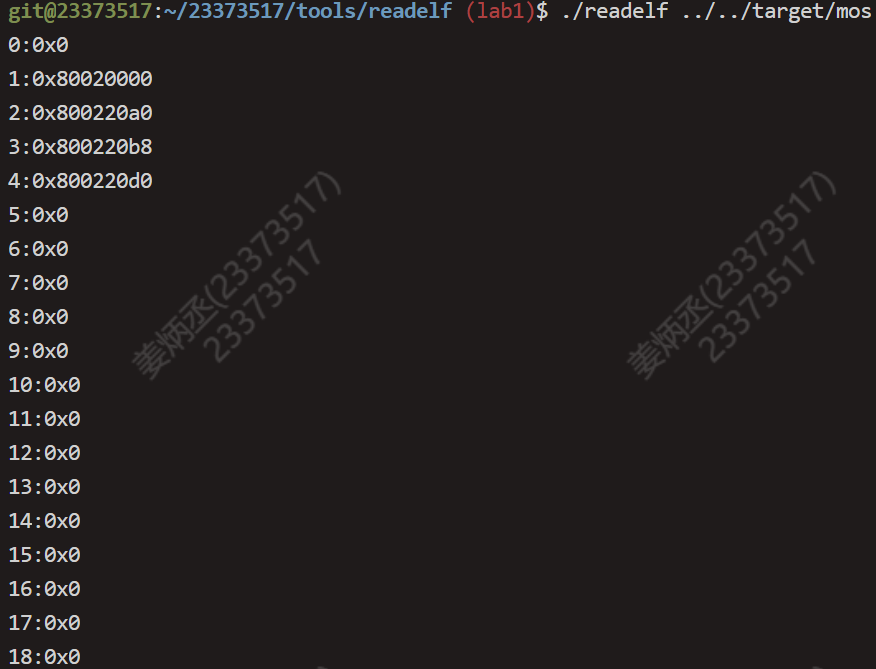 git@23373517:~/23373517/tools/readelf (lab1)$ ./readelf ../../target/mos
0:0x0
1:0x80020000
2:0x800220a0
3:0x800220b8
4:0x800220d0
5:0x0
6:0x0
7:0x0
8:0x0
9:0x0
10:0x0
11:0x0
12:0x0
13:0x0
14:0x0
15:0x0
16:0x0
17:0x0
18:0x0
姜炳丞(23373517)
23373517
姜炳丞(23373517)
23373517